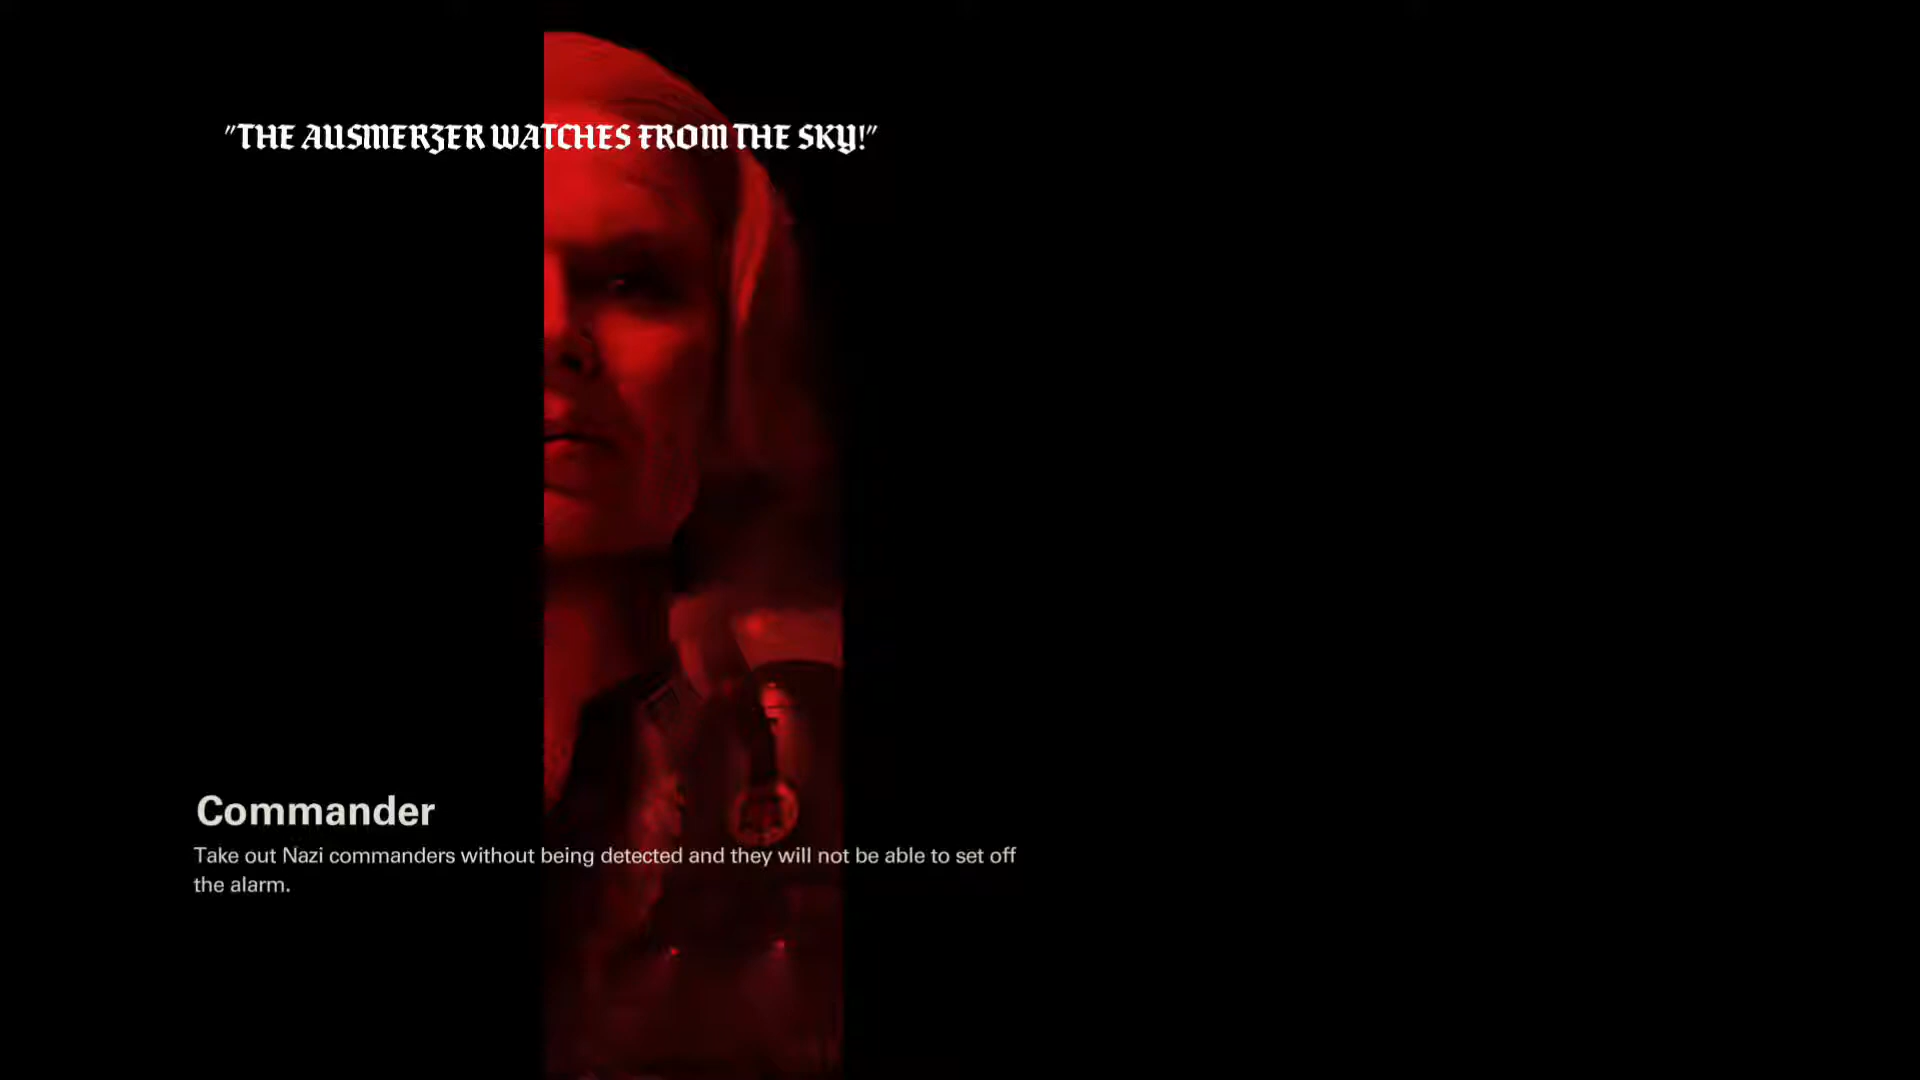 "THE AUSMERZER WATCHES FROM THE SKY!"
Commander
Take out Nazi commanders without being detected and they will not be able to set off
the alarm.